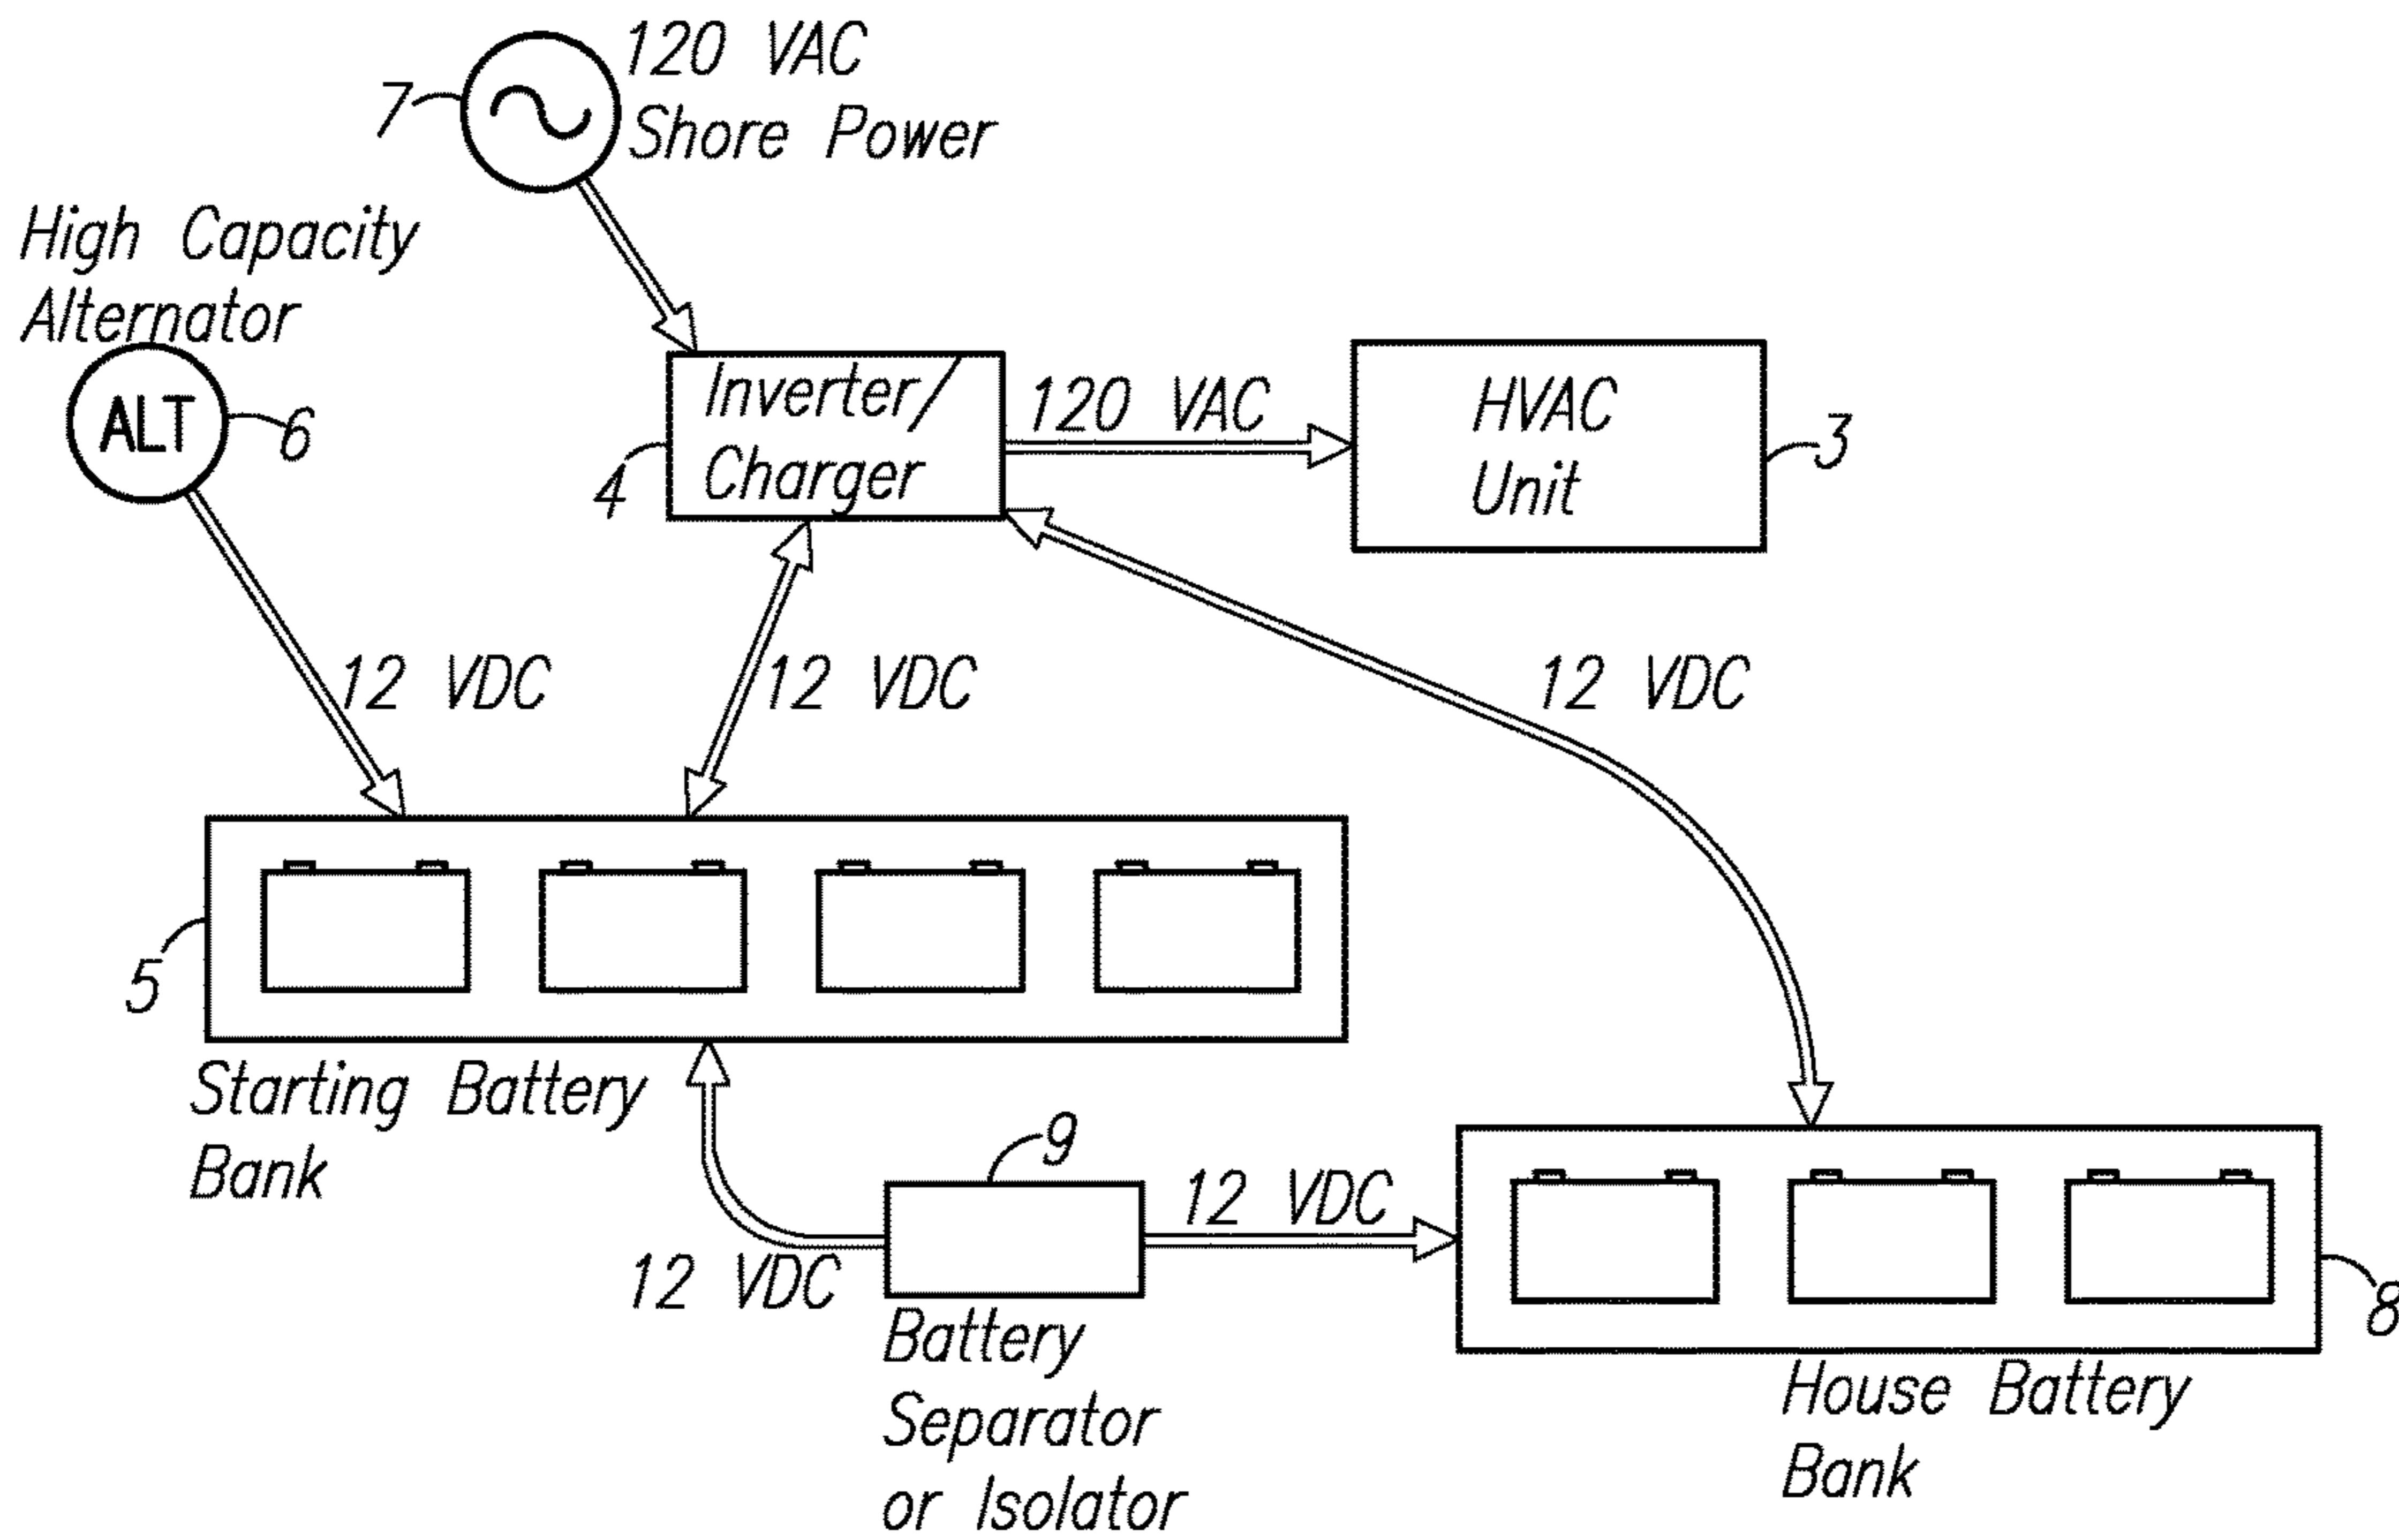 120 VAC
Shore Power
7
High Capacity
Alternator
ALT
6
Inverter/
Charger
4
120 VAC
HVAC
Unit
3
12 VDC
12 VDC
12 VDC
5
Starting Battery
Bank
9
12 VDC
12 VDC
Battery
Separator
or Isolator
8
House Battery
Bank